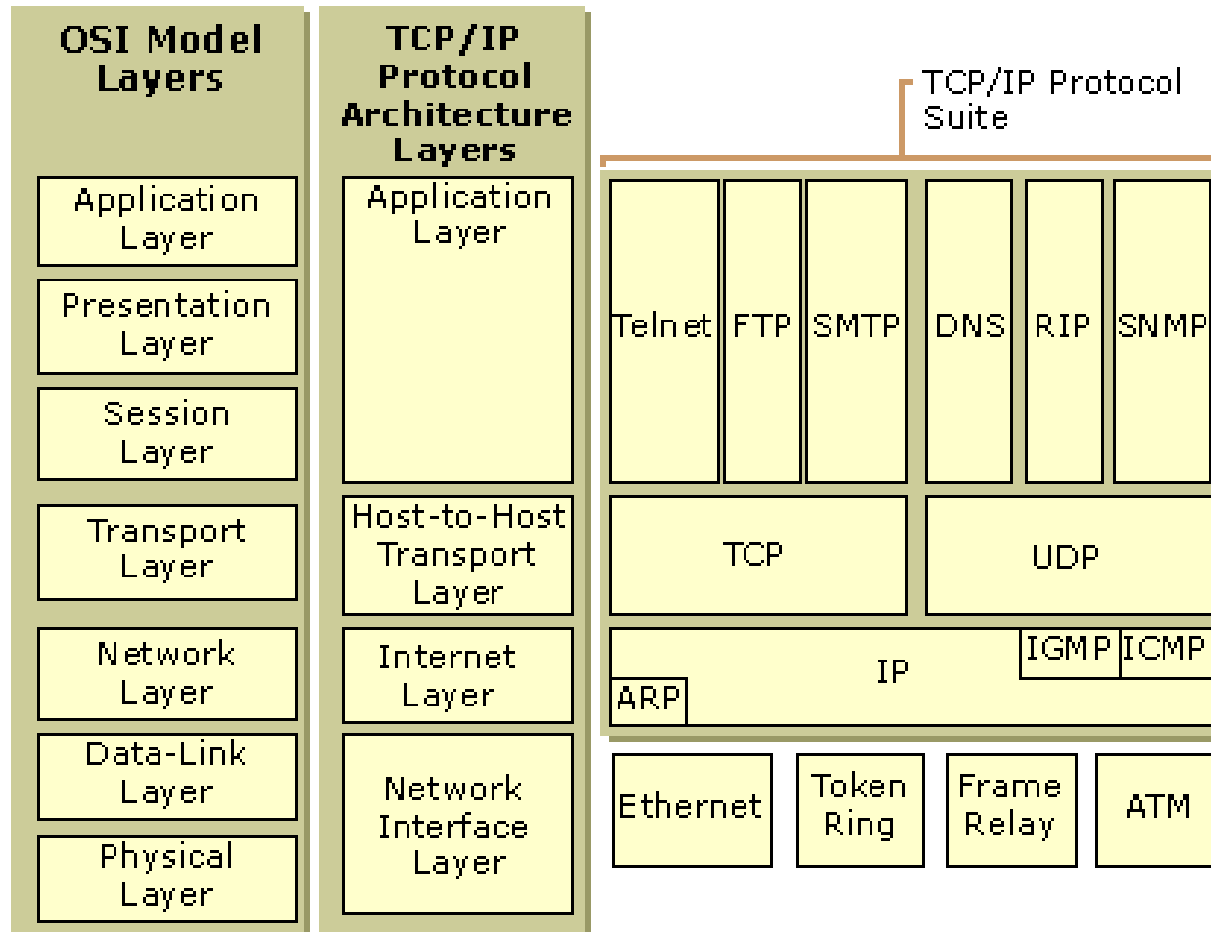 OSI Model
Layers
TCP/IP
Protocol
Architecture
Layers
TCP/IP Protocol
Suite
Application
Layer
Presentation
Layer
Session
Layer
Transport
Layer
Network
Layer
Data-Link
Layer
Physical
Layer
Application
Layer
Host-to-Host
Transport
Layer
Internet
Layer
Network
Interface
Layer
Telnet
FTP
SMTP
DNS
RIP
SNMP
TCP
UDP
IP
IGMP
ICMP
ARP
Ethernet
Token
Ring
Frame
Relay
ATM